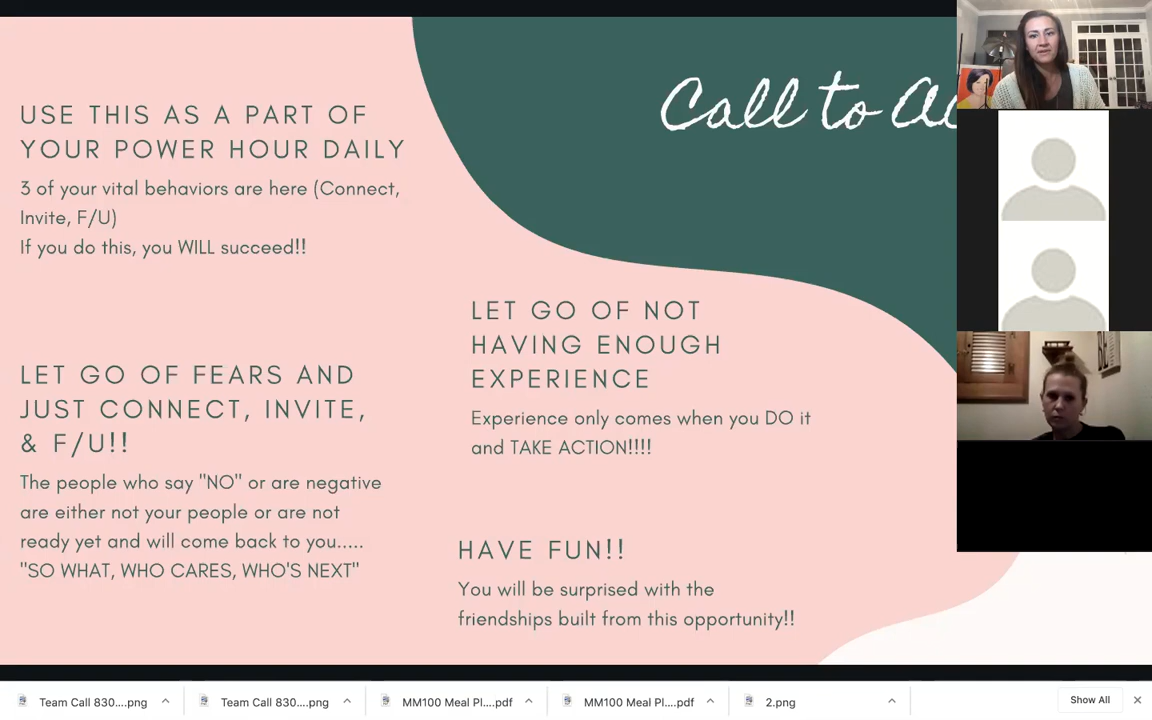 Call to
USE THIS AS A PART OF
YOUR POWER HOUR DAILY
3 of your vital behaviors are here (Connect,
Invite, F/U)
If you do this, you WILL succeed!!
LET GO OF NOT
HAVING ENOUGH
EXPERIENCE
Experience only comes when you DO it
and TAKE ACTION!!!!
LET GO OF FEARS AND
JUST CONNECT, INVITE,
& F/U!!
The people who say "NO" or are negative
are either not your people or are not
ready yet and will come back to you.....
"SO WHAT, WHO CARES, WHO'S NEXT"
HAVE FUN!!
You will be surprised with the
friendships built from this opportunity!!
Team Call 830....png
Team Call 830....png
MM100 Meal Pl....pdf
MM100 Meal Pl....pdf
2.png
Show All